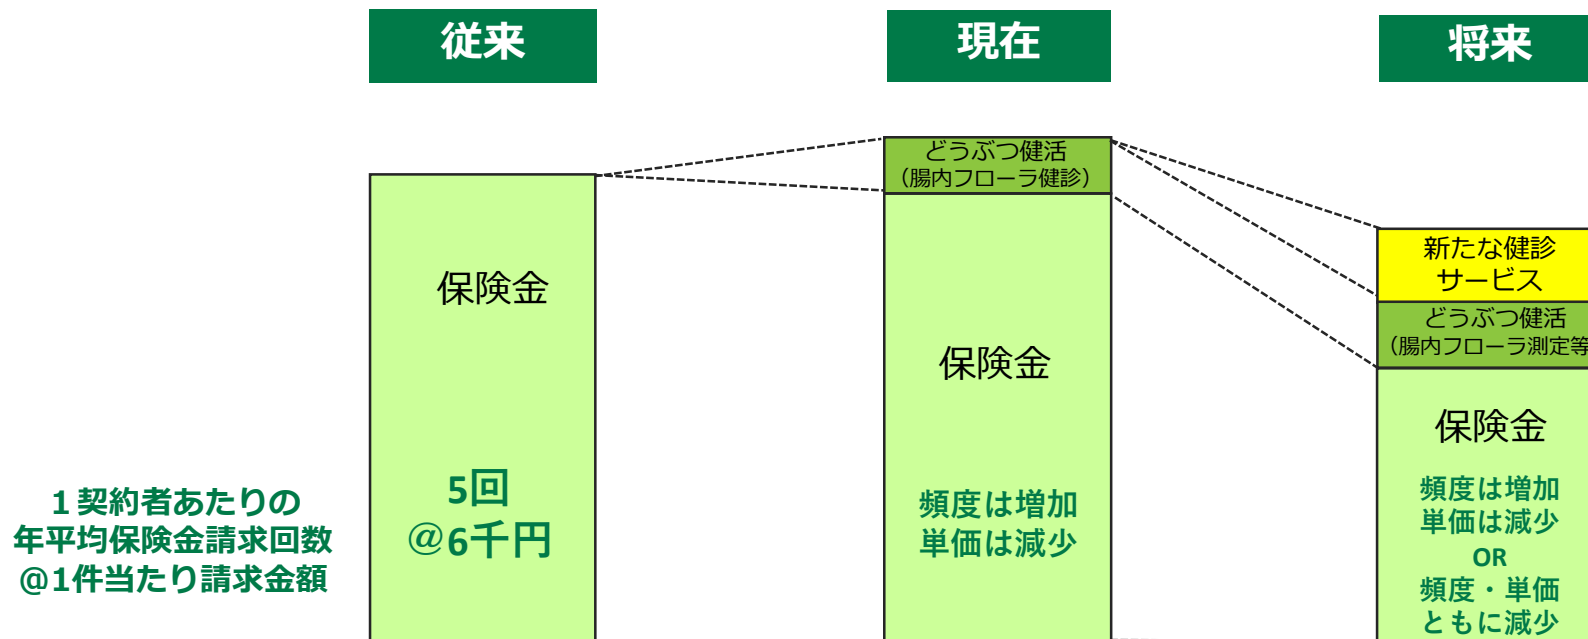 従来
現在
将来
どうぶつ健活
（腸内フローラ健診）
新たな健診
サービス
どうぶつ健活
（腸内フローラ測定等
保険金
保険金
保険金
１契約者あたりの
年平均保険金請求回数
@1件当たり請求金額
5回
@6千円
頻度は増加
単価は減少
頻度は増加
単価は減少
OR
頻度・単価
ともに減少